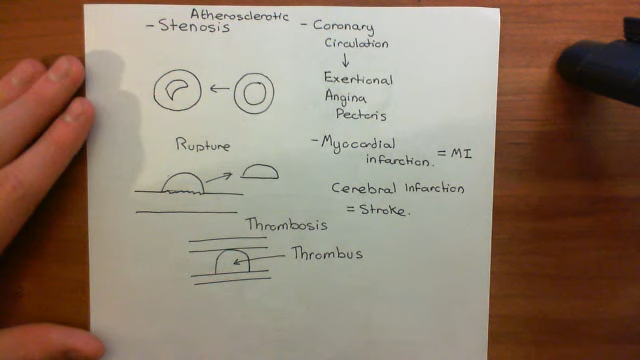 Atherosclerotic
- Stenosis
- Coronary
Circulation
↓
Exertional
Angina
Pectoris
Rupture
- Myocardial
infarction. = MI
Cerebral Infarction
= Stroke.
Thrombosis
Thrombus